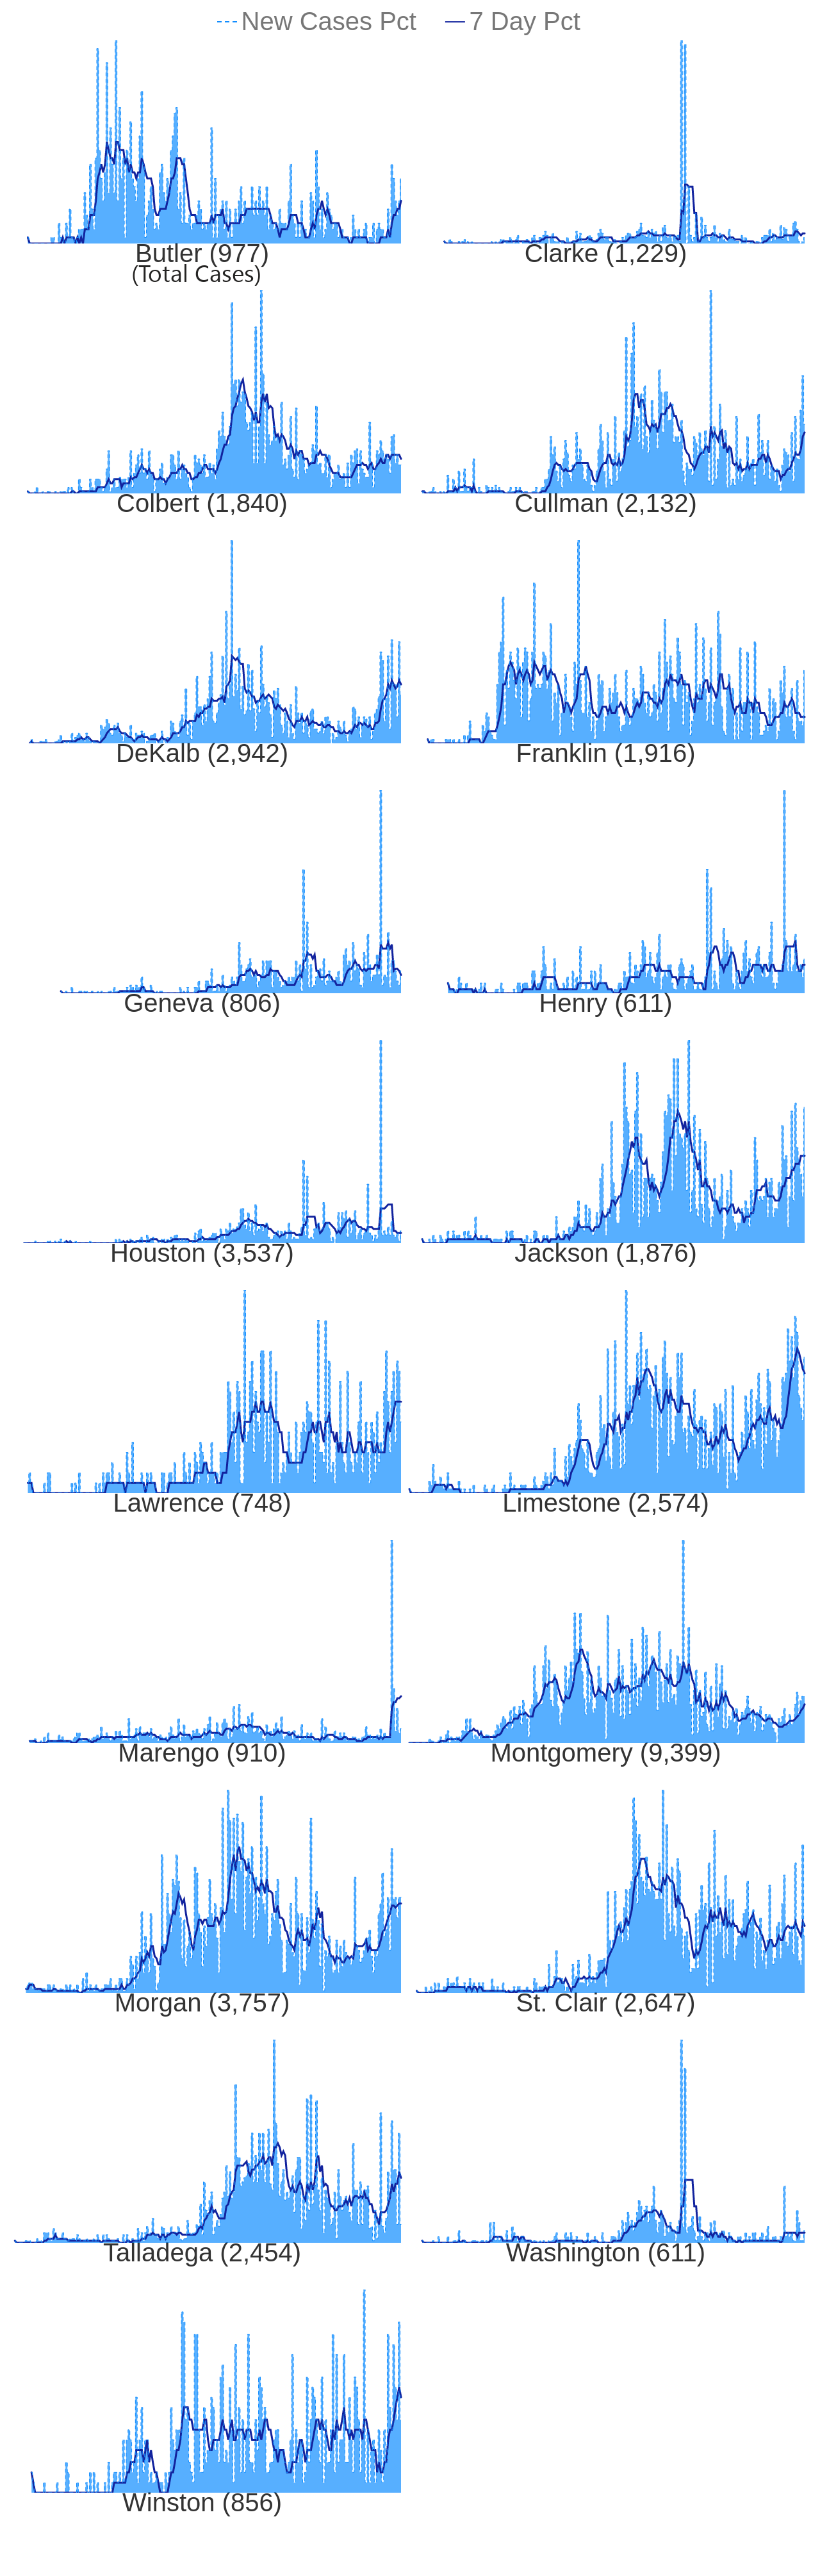 New Cases Pct 7 Day Pct
Butler (977) Clarke (1,229)
(Total Cases)
Colbert (1,840) Cullman (2,132)
DeKalb (2,942) Franklin (1,916)
Geneva (806) Henry (611)
Houston (3,537) Jackson (1,876)
Lawrence (748) Limestone (2,574)
Marengo (910) Montgomery (9,399)
Morgan (3,757) St. Clair (2,647)
Talladega (2,454) Washington (611)
Winston (856)